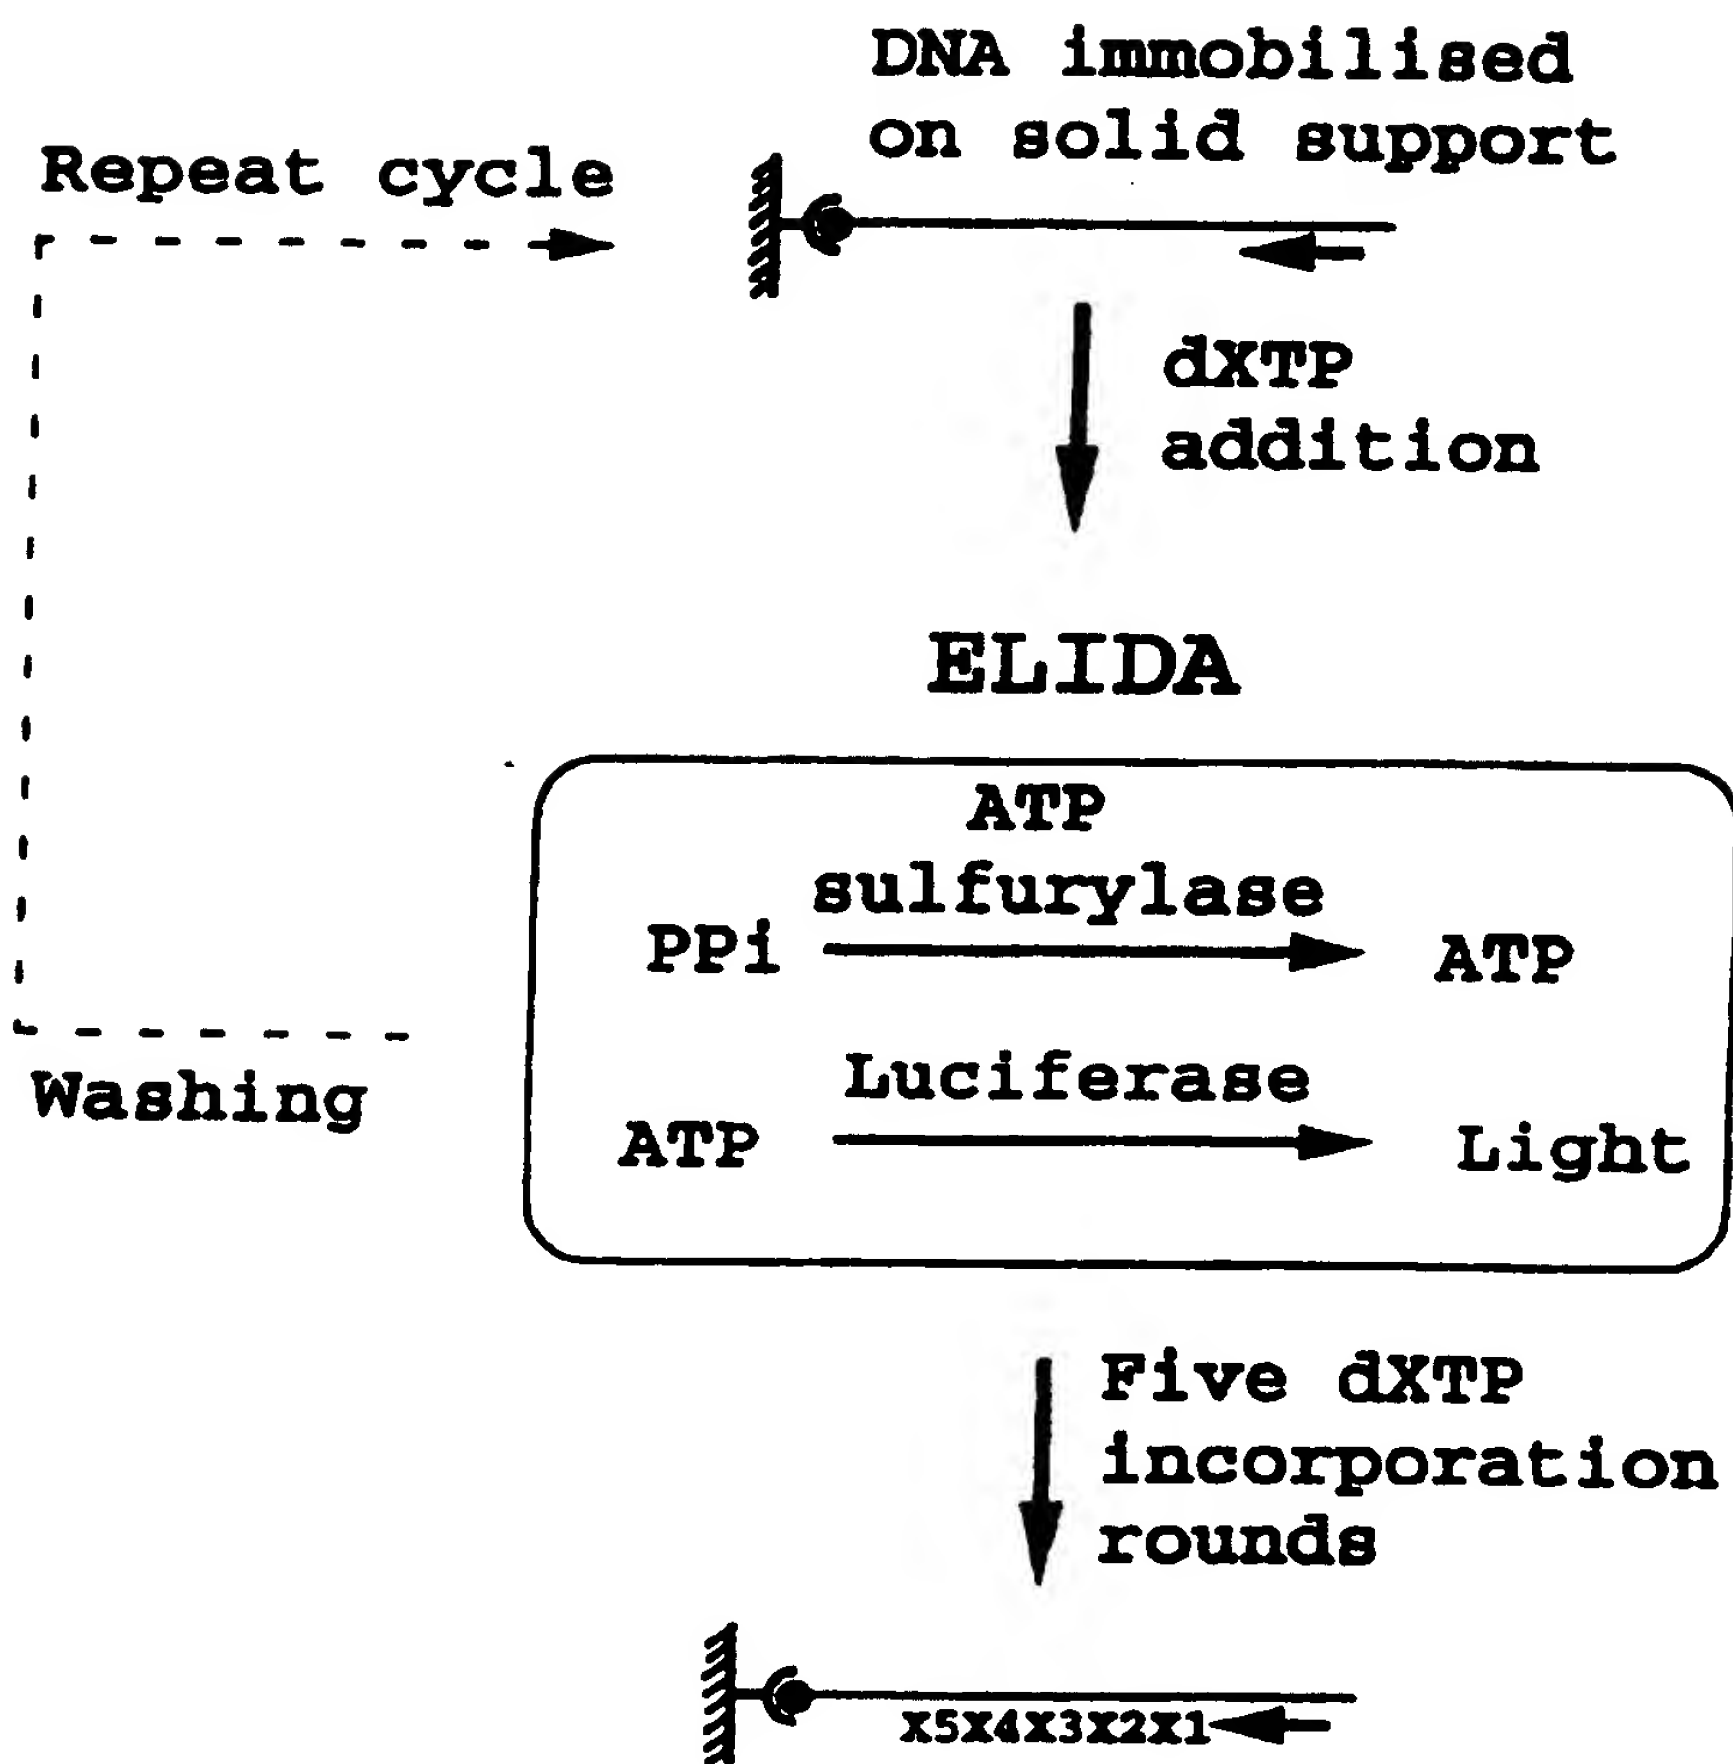 DNA immobilised
on solid support
Repeat cycle
dXTP
addition
ELIDA
ATP
sulfurylase
PPi
ATP
Luciferase
ATP
Light
Washing
Five dXTP
incorporation
rounds
X5X4X3X2X1